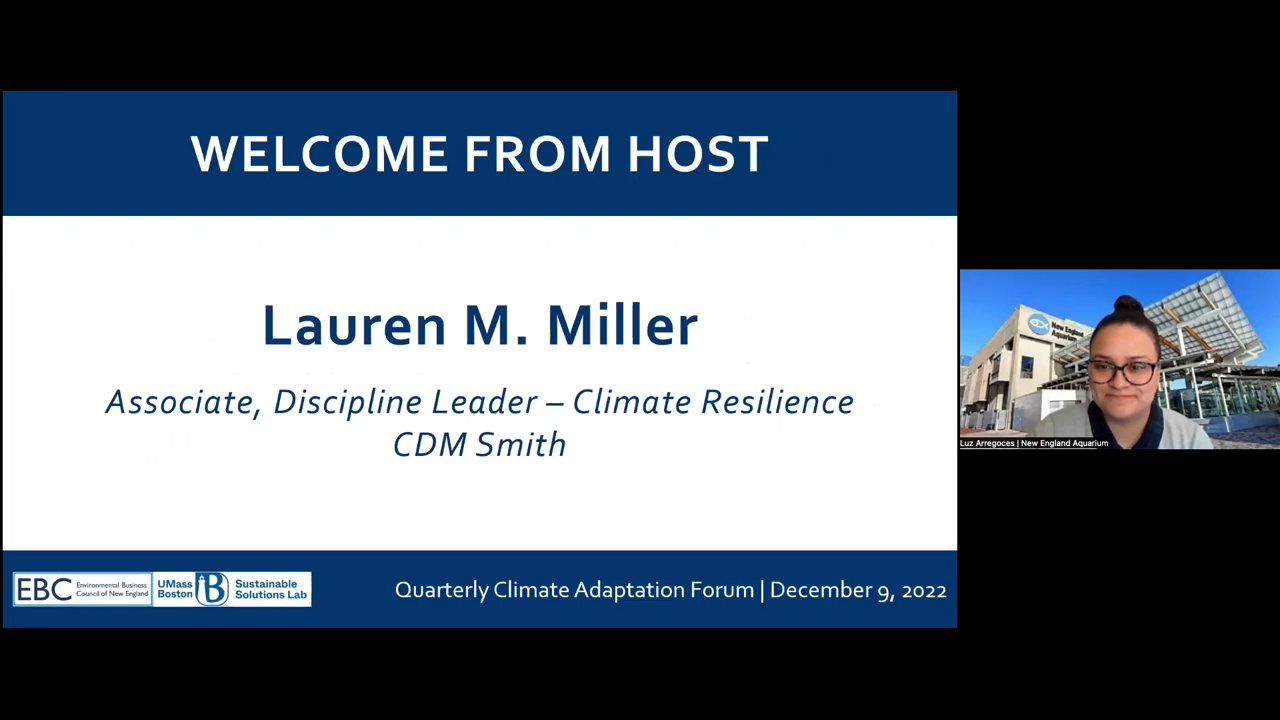 WELCOME FROM HOST
Lauren M. Miller
Associate, Discipline Leader – Climate Resilience
CDM Smith
EBC
Environmental Business
Council of New England
UMass
Boston
B
Sustainable
Solutions Lab
Quarterly Climate Adaptation Forum | December 9, 2022
New England
Aquarium
Luz Arregoces | New England Aquarium